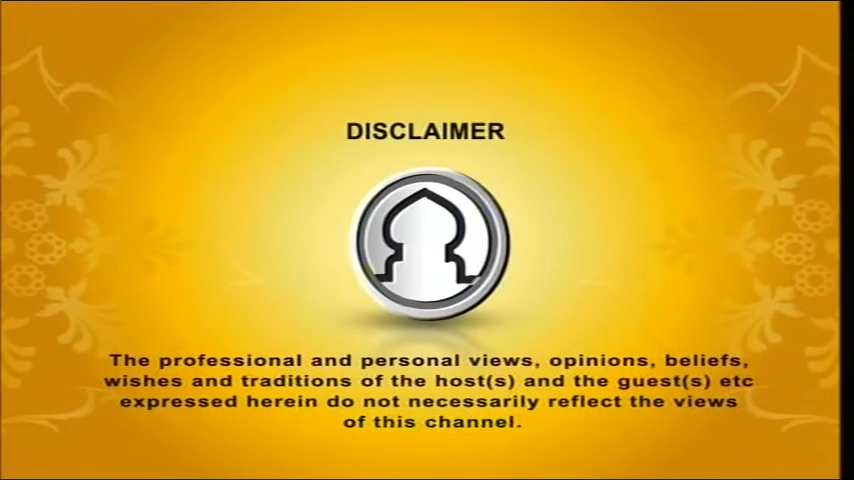 DISCLAIMER
The professional and personal views, opinions, beliefs,
wishes and traditions of the host(s) and the guest(s) etc
expressed herein do not necessarily reflect the views
of this channel.